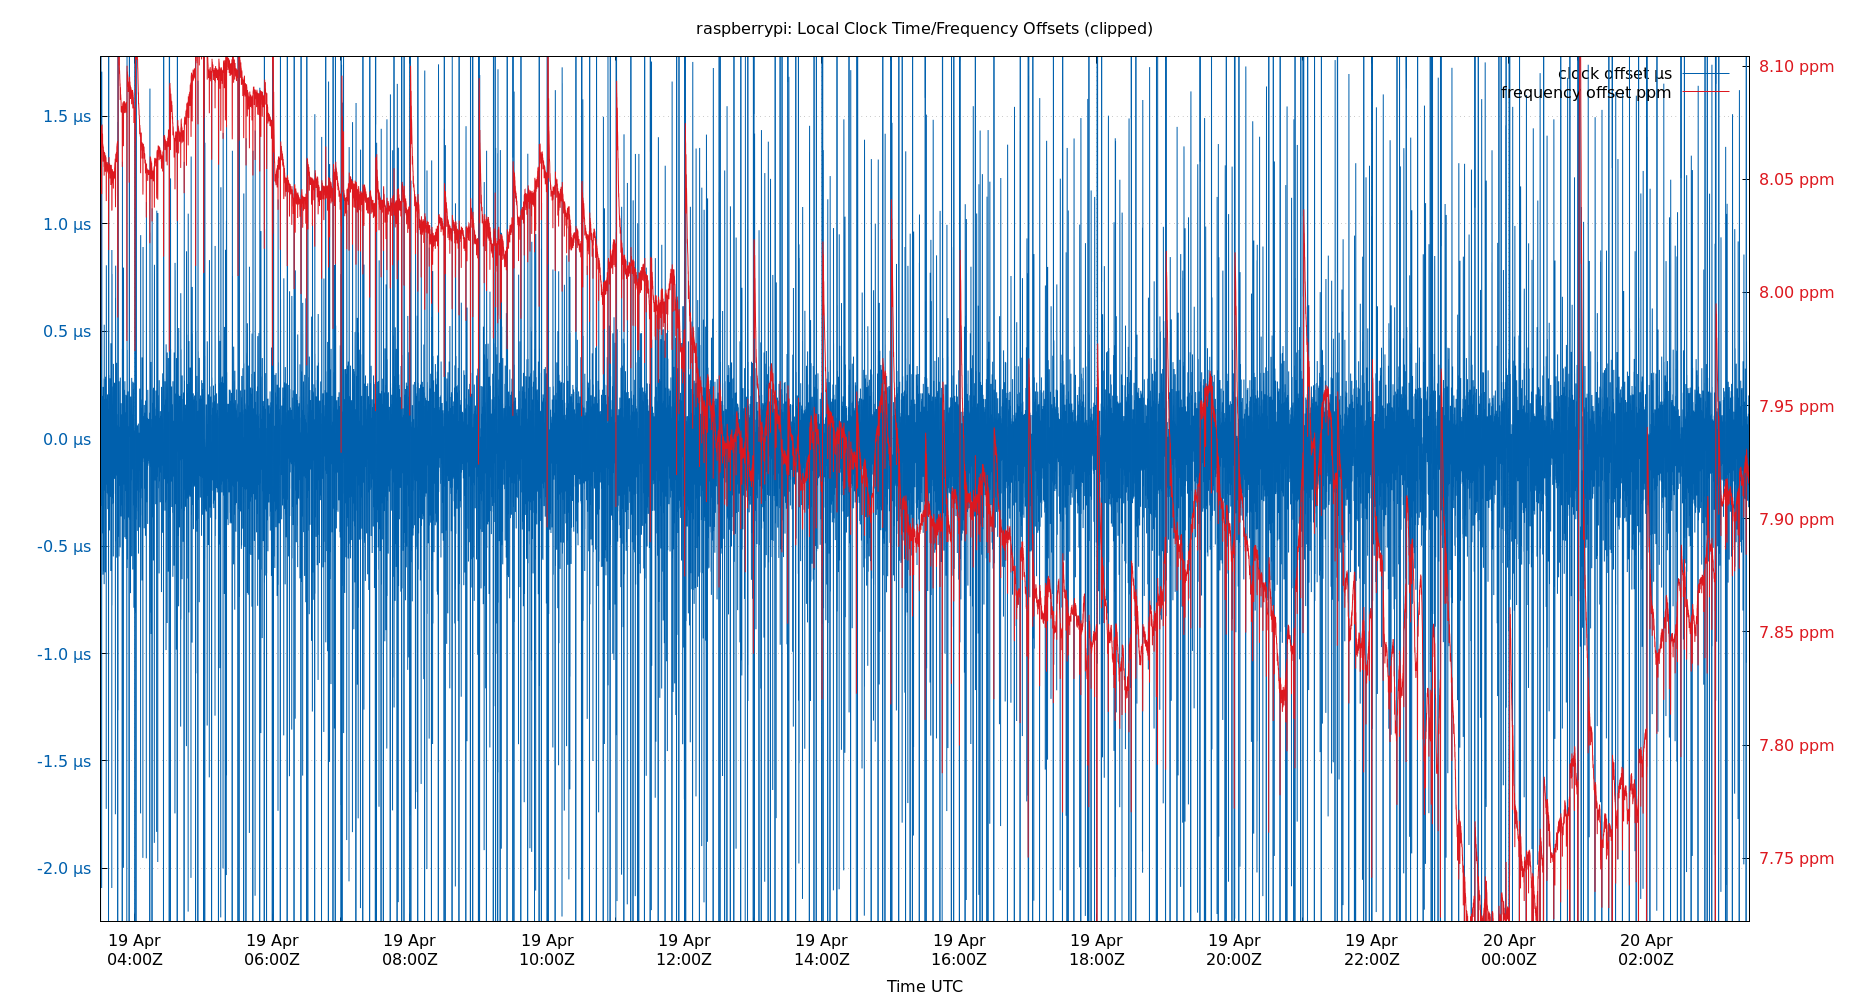 raspberrypi: Local Clock Time/Frequency Offsets (clipped)
clock offset µs
frequency offset ppm
1.5 µs
1.0 µs
0.5 µs
0.0 µs
-0.5 µs
-1.0 µs
-1.5 µs
-2.0 µs
8.10 ppm
8.05 ppm
8.00 ppm
7.95 ppm
7.90 ppm
7.85 ppm
7.80 ppm
7.75 ppm
19 Apr 19 Apr 19 Apr 19 Apr 19 Apr 19 Apr 19 Apr 19 Apr 19 Apr 19 Apr 20 Apr 20 Apr
04:00Z 06:00Z 08:00Z 10:00Z 12:00Z 14:00Z 16:00Z 18:00Z 20:00Z 22:00Z 00:00Z 02:00Z
Time UTC